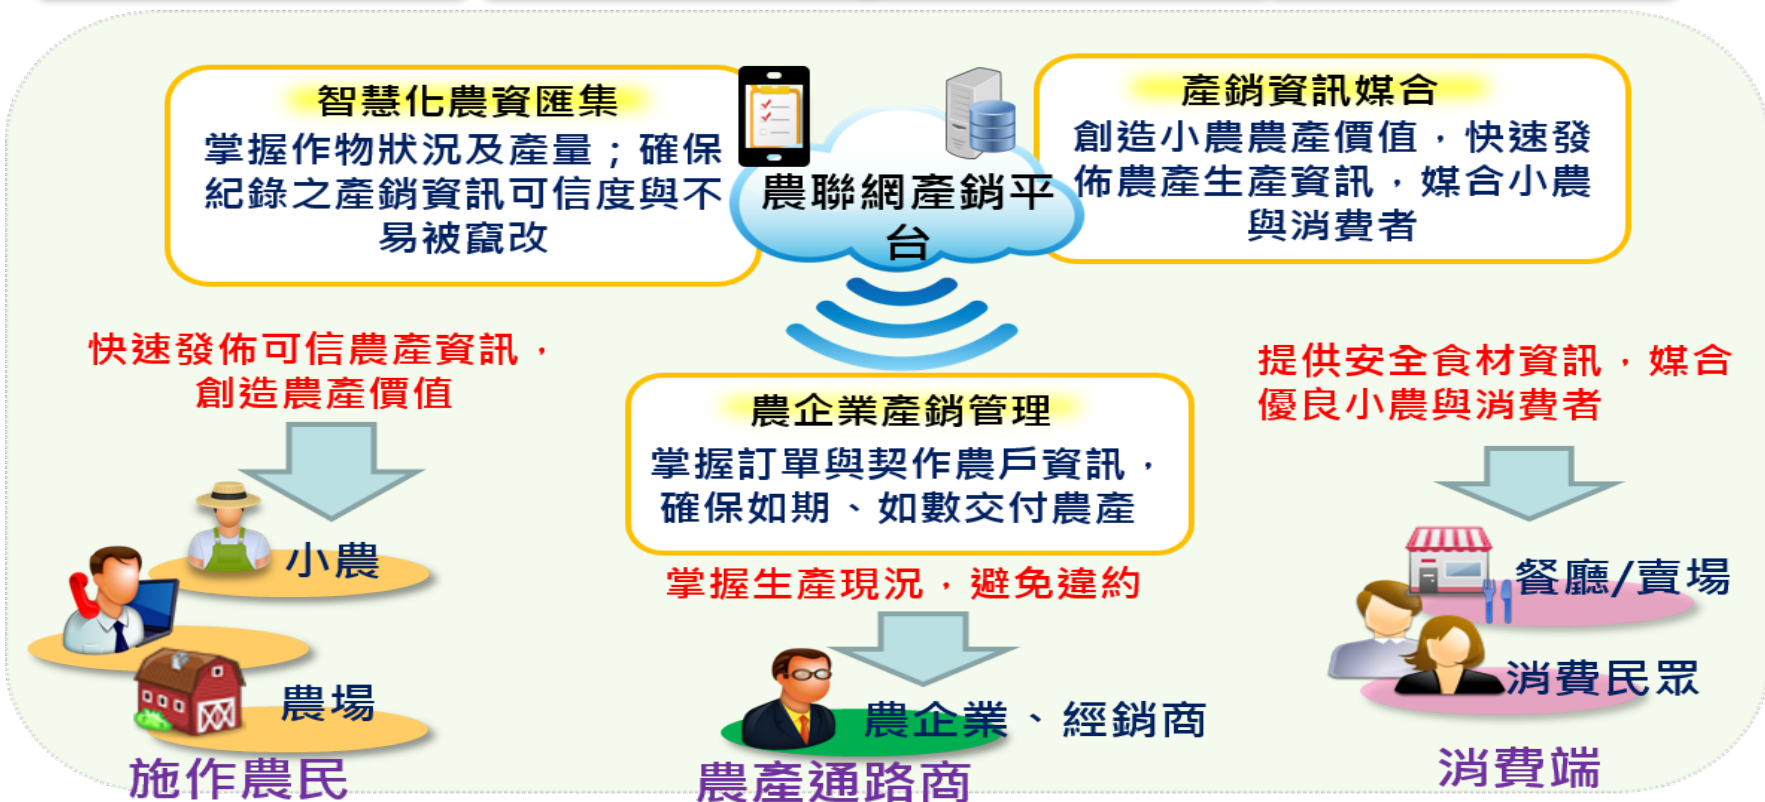 智慧化農資匯集
掌握作物狀況及產量；確保
紀錄之產銷資訊可信度與不
易被竄改
農聯網產銷平
台
產銷資訊媒合
創造小農農產價值，快速發
佈農產生產資訊，媒合小農
與消費者
快速發佈可信農產資訊，
創造農產價值
農企業產銷管理
掌握訂單與契作農戶資訊，
確保如期、如數交付農產
提供安全食材資訊，媒合
優良小農與消費者
掌握生產現況，避免違約
小農
農場
施作農民
農企業、經銷商
農產通路商
餐廳/賣場
消費民眾
消費端